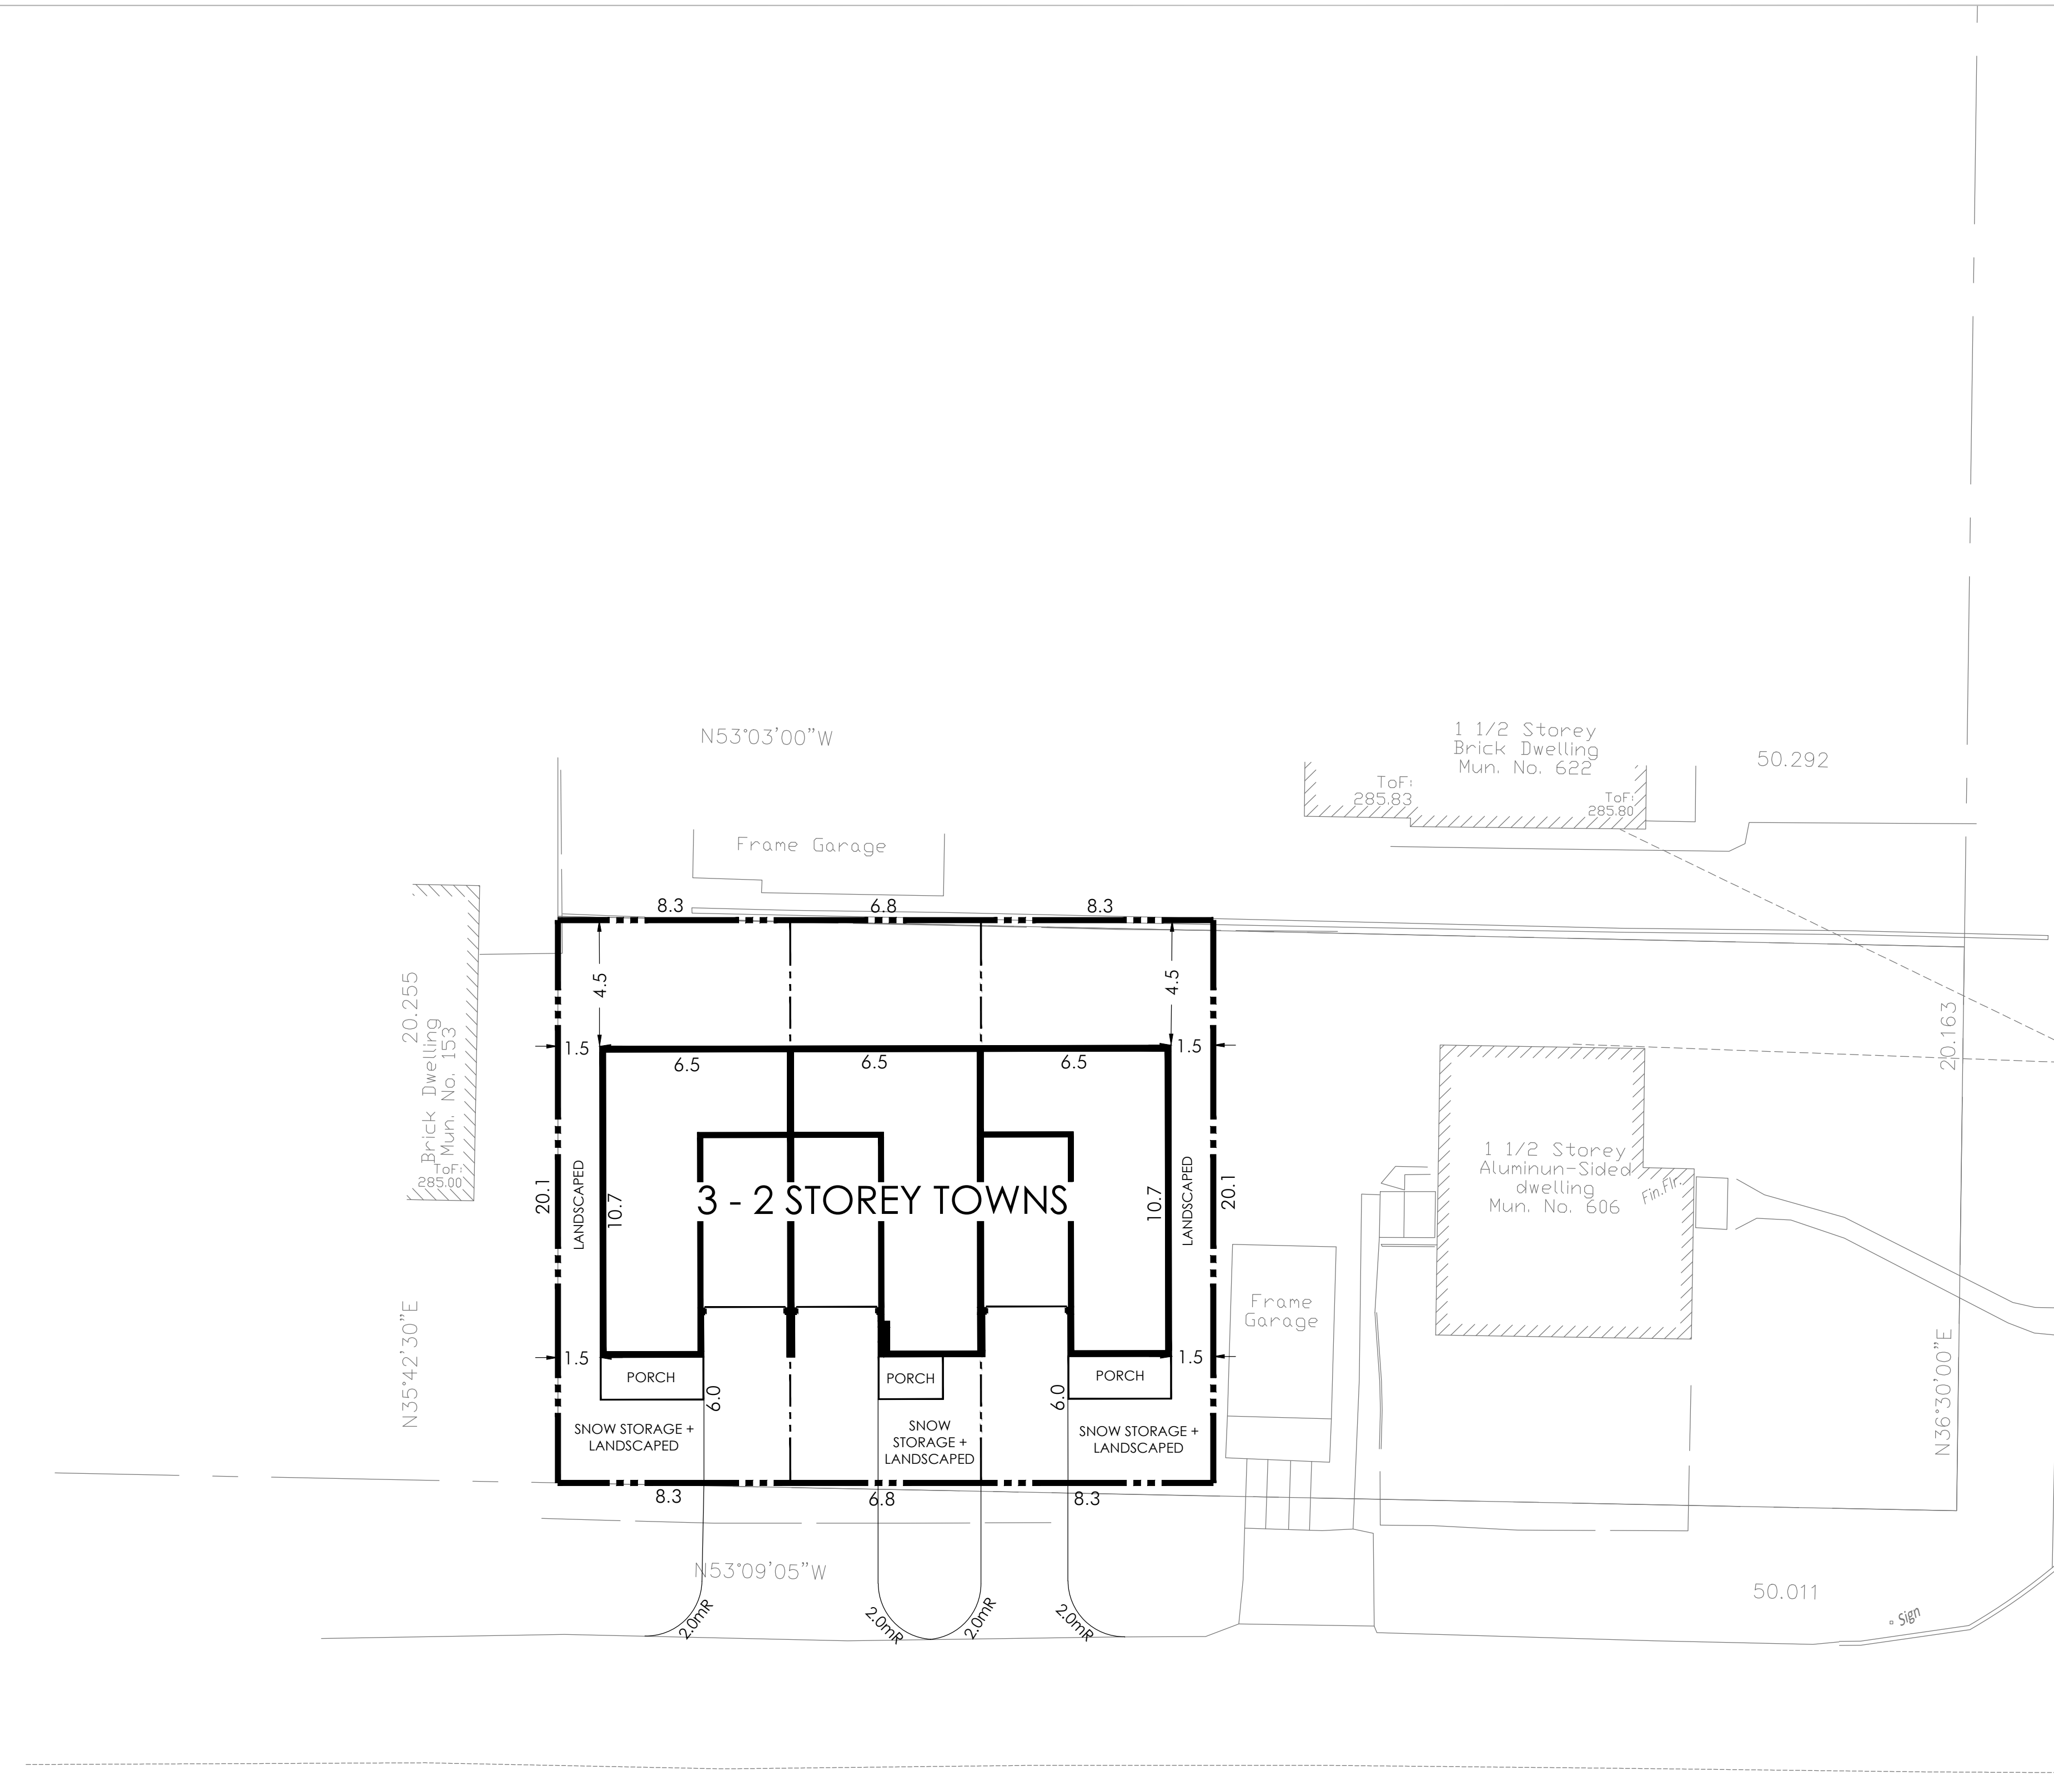 N53°03'00"W
1 1/2 Storey
Brick Dwelling
Mun. No. 622
50.292
ToF:
285.83
ToF:
285.80
Frame Garage
8.3
6.8
8.3
20.255
Brick Dwelling
Mun. No. 153
ToF:
285.00
4.5
4.5
20.163
1.5
1.5
6.5
6.5
6.5
20.1
LANDSCAPED
10.7
3 - 2 STOREY TOWNS
10.7
LANDSCAPED
20.1
1 1/2 Storey
Aluminun-Sided
dwelling
Mun. No. 606
Fin.Flr.
Frame
Garage
N35°42'30"E
N36°30'00"E
1.5
1.5
PORCH
PORCH
PORCH
6.0
6.0
SNOW STORAGE +
LANDSCAPED
SNOW
STORAGE +
LANDSCAPED
SNOW STORAGE +
LANDSCAPED
8.3
6.8
8.3
N53°09'05"W
50.011
2.0mR
2.0mR
2.0mR
2.0mR
Sign